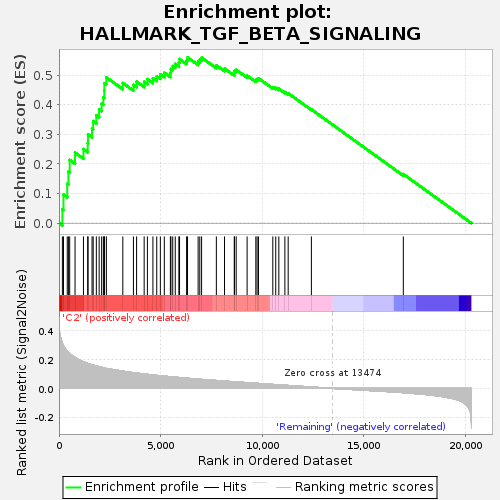 Enrichment plot:
HALLMARK_TGF_BETA_SIGNALING
Enrichment score (ES)
0.5
0.4
0.3
0.2
0.1
0.0
'C2' (positively correlated)
Ranked list metric (Signal2Noise)
0.4
0.2
0.0
-0.2
Zero cross at 13474
'Remaining' (negatively correlated)
0
5,000
10,000
15,000
20,000
Rank in Ordered Dataset
Enrichment profile
Hits
Ranking metric scores